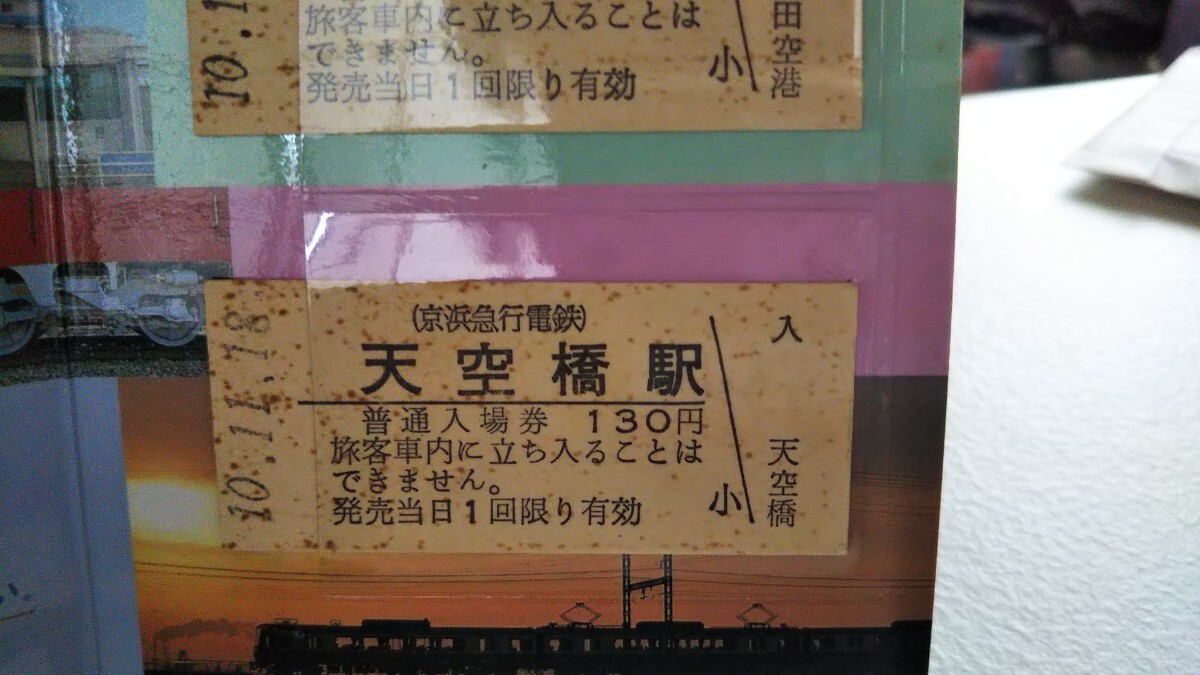 旅客車内に立ち入ることは
できません。
発売当日1回限り有効
小
田空港
10.1
(京浜急行電鉄)
天空橋駅
普通入場券 130円
旅客車内に立ち入ることは
できません。
発売当日1回限り有効
小
入
天空橋
10.11.18